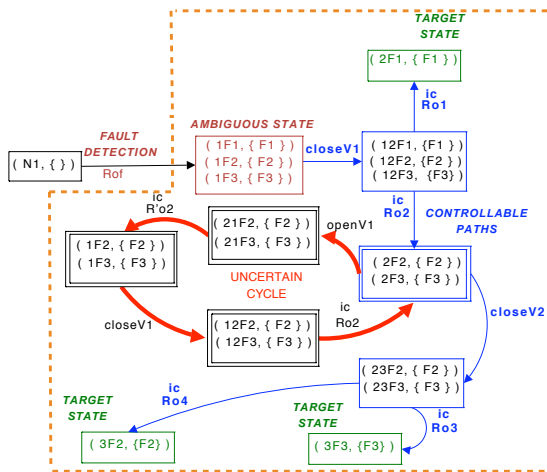 TARGET
STATE
( 2F1, { F1 } )
ic
Ro1
AMBIGUOUS STATE
FAULT
DETECTION
Rof
( N1, { } )
( 1F1, { F1 } )
( 1F2, { F2 } )
( 1F3, { F3 } )
closeV1
( 12F1, {F1} )
( 12F2, {F2 } )
( 12F3, {F3} )
ic
Ro2
CONTROLLABLE
PATHS
ic
R'o2
( 21F2, { F2 } )
( 21F3, { F3 } )
openV1
( 1F2, { F2 } )
( 1F3, { F3 } )
UNCERTAIN
CYCLE
( 2F2, { F2 } )
( 2F3, { F3 } )
closeV1
( 12F2, { F2 } )
( 12F3, { F3 } )
ic
Ro2
closeV2
( 23F2, { F2 } )
( 23F3, { F3 } )
ic
Ro4
ic
Ro3
TARGET
STATE
( 3F2, {F2} )
TARGET
STATE
( 3F3, {F3} )